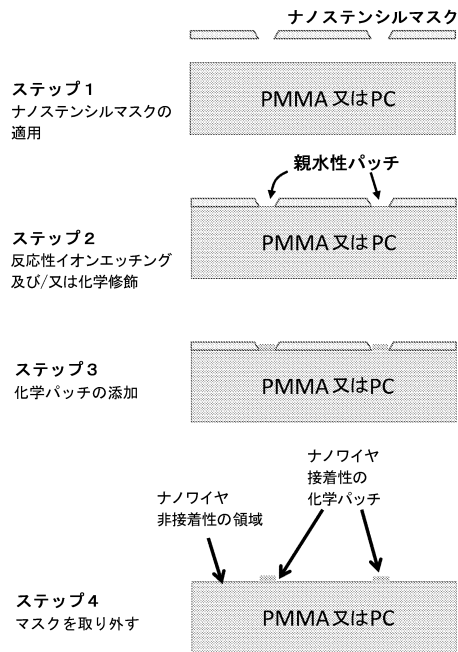 ナノステンシルマスク
ステップ1
ナノステンシルマスクの
適用
PMMA又はPC
親水性パッチ
ステップ2
反応性イオンエッチング
及び/又は化学修飾
PMMA又はPC
ステップ3
化学パッチの添加
PMMA又はPC
ナノワイヤ
接着性の
化学パッチ
ナノワイヤ
非接着性の領域
ステップ4
マスクを取り外す
PMMA又はPC